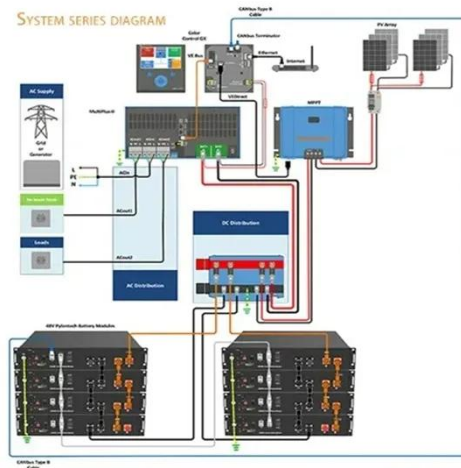 SYSTEM SERIES DIAGRAM
CANbus Type B
Cable
PV Array
Color
Control GX
CANbus Terminator
VE Bus
Ethernet
Internet
VE Direct
AC Supply
MultiPlus-II
MPPT
Grid
or
Generator
L
PE
N
ACin
ACout1
Loads
ACout2
DC Distribution
AC Distribution
48V Pylontech Battery Modules
CANbus Type B
Cable